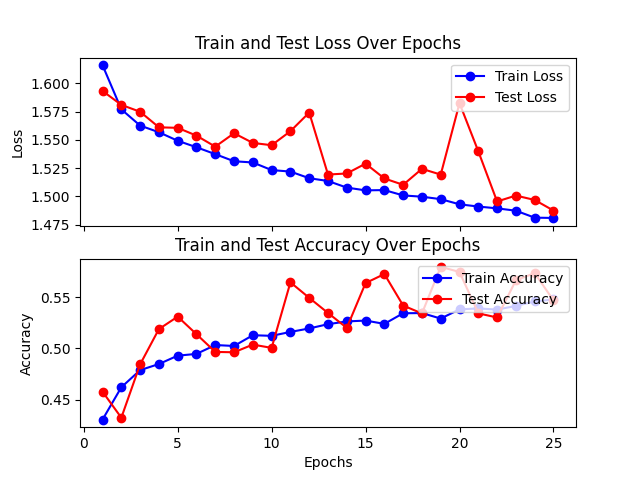 Train and Test Loss Over Epochs
1.600
1.575
1.550
1.525
1.500
1.475
Loss
Train Loss
Test Loss
Train and Test Accuracy Over Epochs
0.55
0.50
0.45
Accuracy
Train Accuracy
Test Accuracy
0 5 10 15 20 25
Epochs